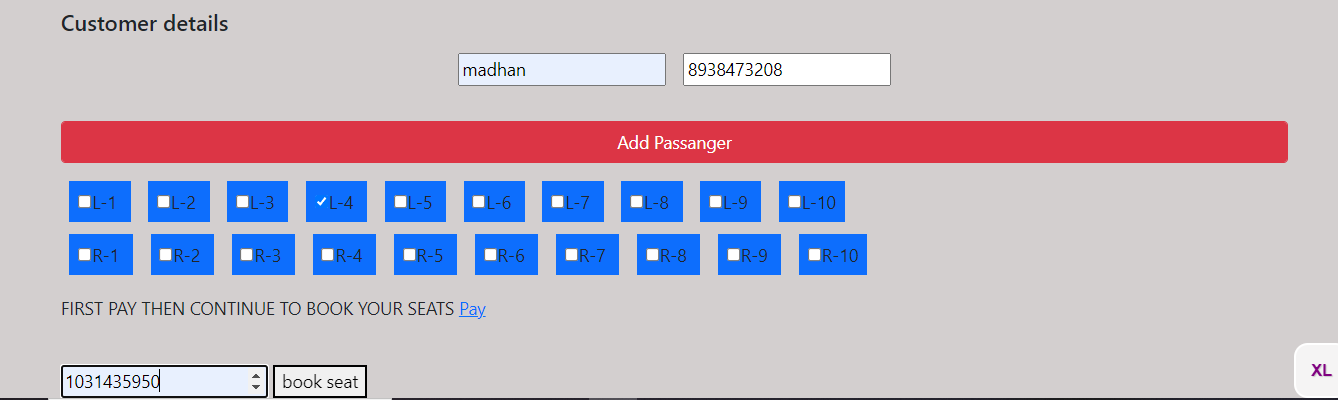 Customer details
madhan 8938473208
Add Passanger
L-1 L-2 L-3 L-4 L-5 L-6 L-7 L-8 L-9 L-10
R-1 R-2 R-3 R-4 R-5 R-6 R-7 R-8 R-9 R-10
FIRST PAY THEN CONTINUE TO BOOK YOUR SEATS Pay
XL
1031435950 book seat